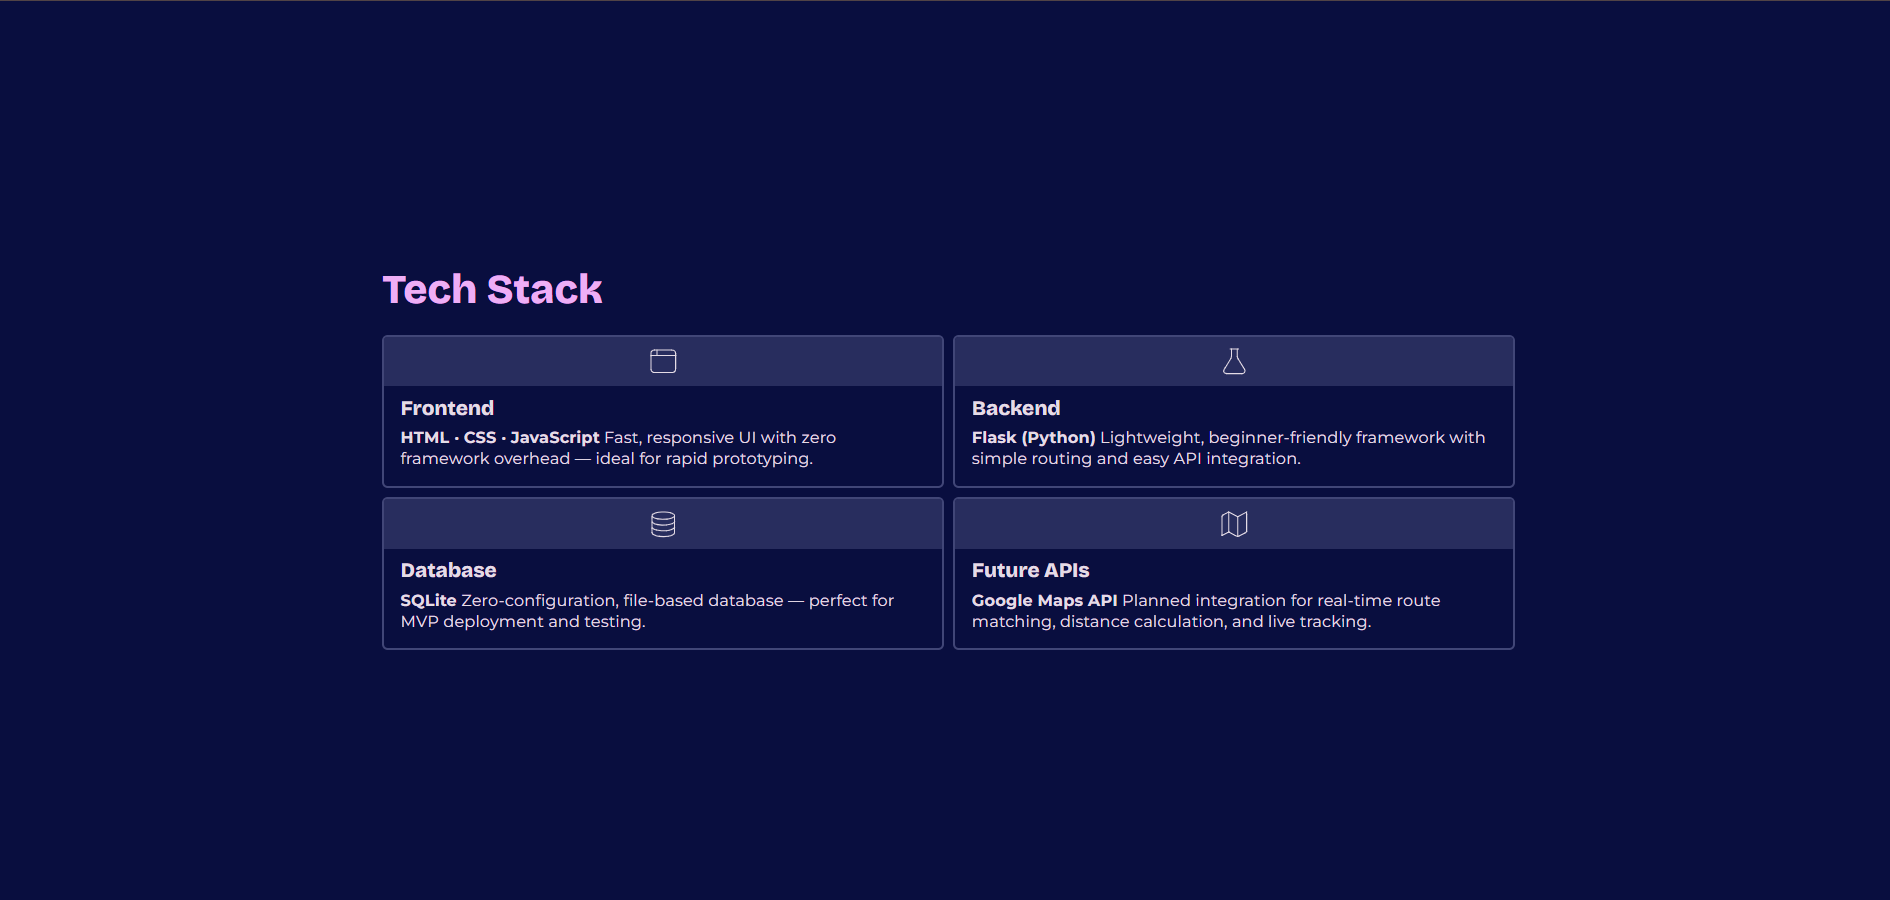 Tech Stack
Frontend
HTML · CSS · JavaScript Fast, responsive UI with zero
framework overhead — ideal for rapid prototyping.
Backend
Flask (Python) Lightweight, beginner-friendly framework with
simple routing and easy API integration.
Database
SQLite Zero-configuration, file-based database — perfect for
MVP deployment and testing.
Future APIs
Google Maps API Planned integration for real-time route
matching, distance calculation, and live tracking.